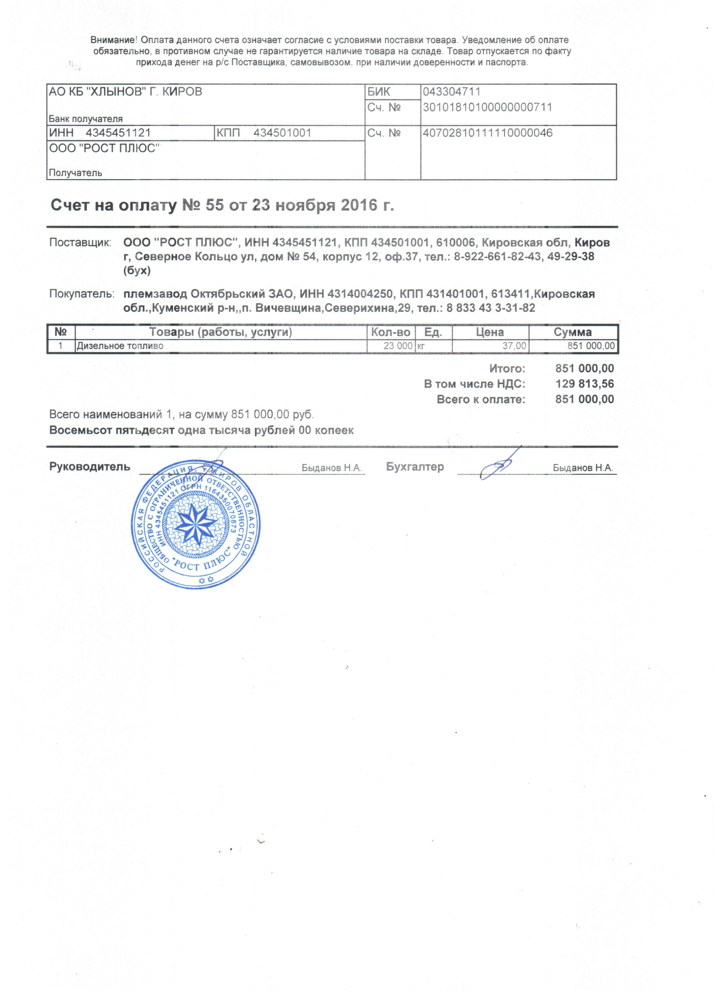 Внимание! Оплата данного счета означает согласие с условиями поставки товара. Уведомление об оплате
обязательно, в противном случае не гарантируется наличие товара на складе. Товар отпускается по факту
прихода денег на р/с Поставщика, самовывозом, при наличии доверенности и паспорта.
АО КБ "ХЛЫНОВ" Г. КИРОВ БИК 043304711
Сч. № 30101810100000000711
Банк получателя
ИНН 4345451121 КПП 434501001 Сч. № 40702810111110000046
ООО "РОСТ ПЛЮС"
Получатель
Счет на оплату № 55 от 23 ноября 2016 г.
Поставщик: ООО "РОСТ ПЛЮС", ИНН 4345451121, КПП 434501001, 610006, Кировская обл, Киров
г, Северное Кольцо ул, дом № 54, корпус 12, оф.37, тел.: 8-922-661-82-43, 49-29-38
(бух)
Покупатель: племзавод Октябрьский ЗАО, ИНН 4314004250, КПП 431401001, 613411,Кировская
обл.,Куменский р-н,,п. Вичевщина,Северихина,29, тел.: 8 833 43 3-31-82
№ Товары (работы, услуги) Кол-во Ед. Цена Сумма
1 Дизельное топливо 23 000 кг 37,00 851 000,00
Итого: 851 000,00
В том числе НДС: 129 813,56
Всего к оплате: 851 000,00
Всего наименований 1, на сумму 851 000,00 руб.
Восемьсот пятьдесят одна тысяча рублей 00 копеек
Руководитель Быданов Н.А. Бухгалтер Быданов Н.А.
РОССИЙСКАЯ ФЕДЕРАЦИЯ, г. КИРОВ ОБЛАСТНОЙ
ОБЩЕСТВО С ОГРАНИЧЕННОЙ ОТВЕТСТВЕННОСТЬЮ
ИНН 4345451121 ОГРН 1164350070873
"РОСТ ПЛЮС"